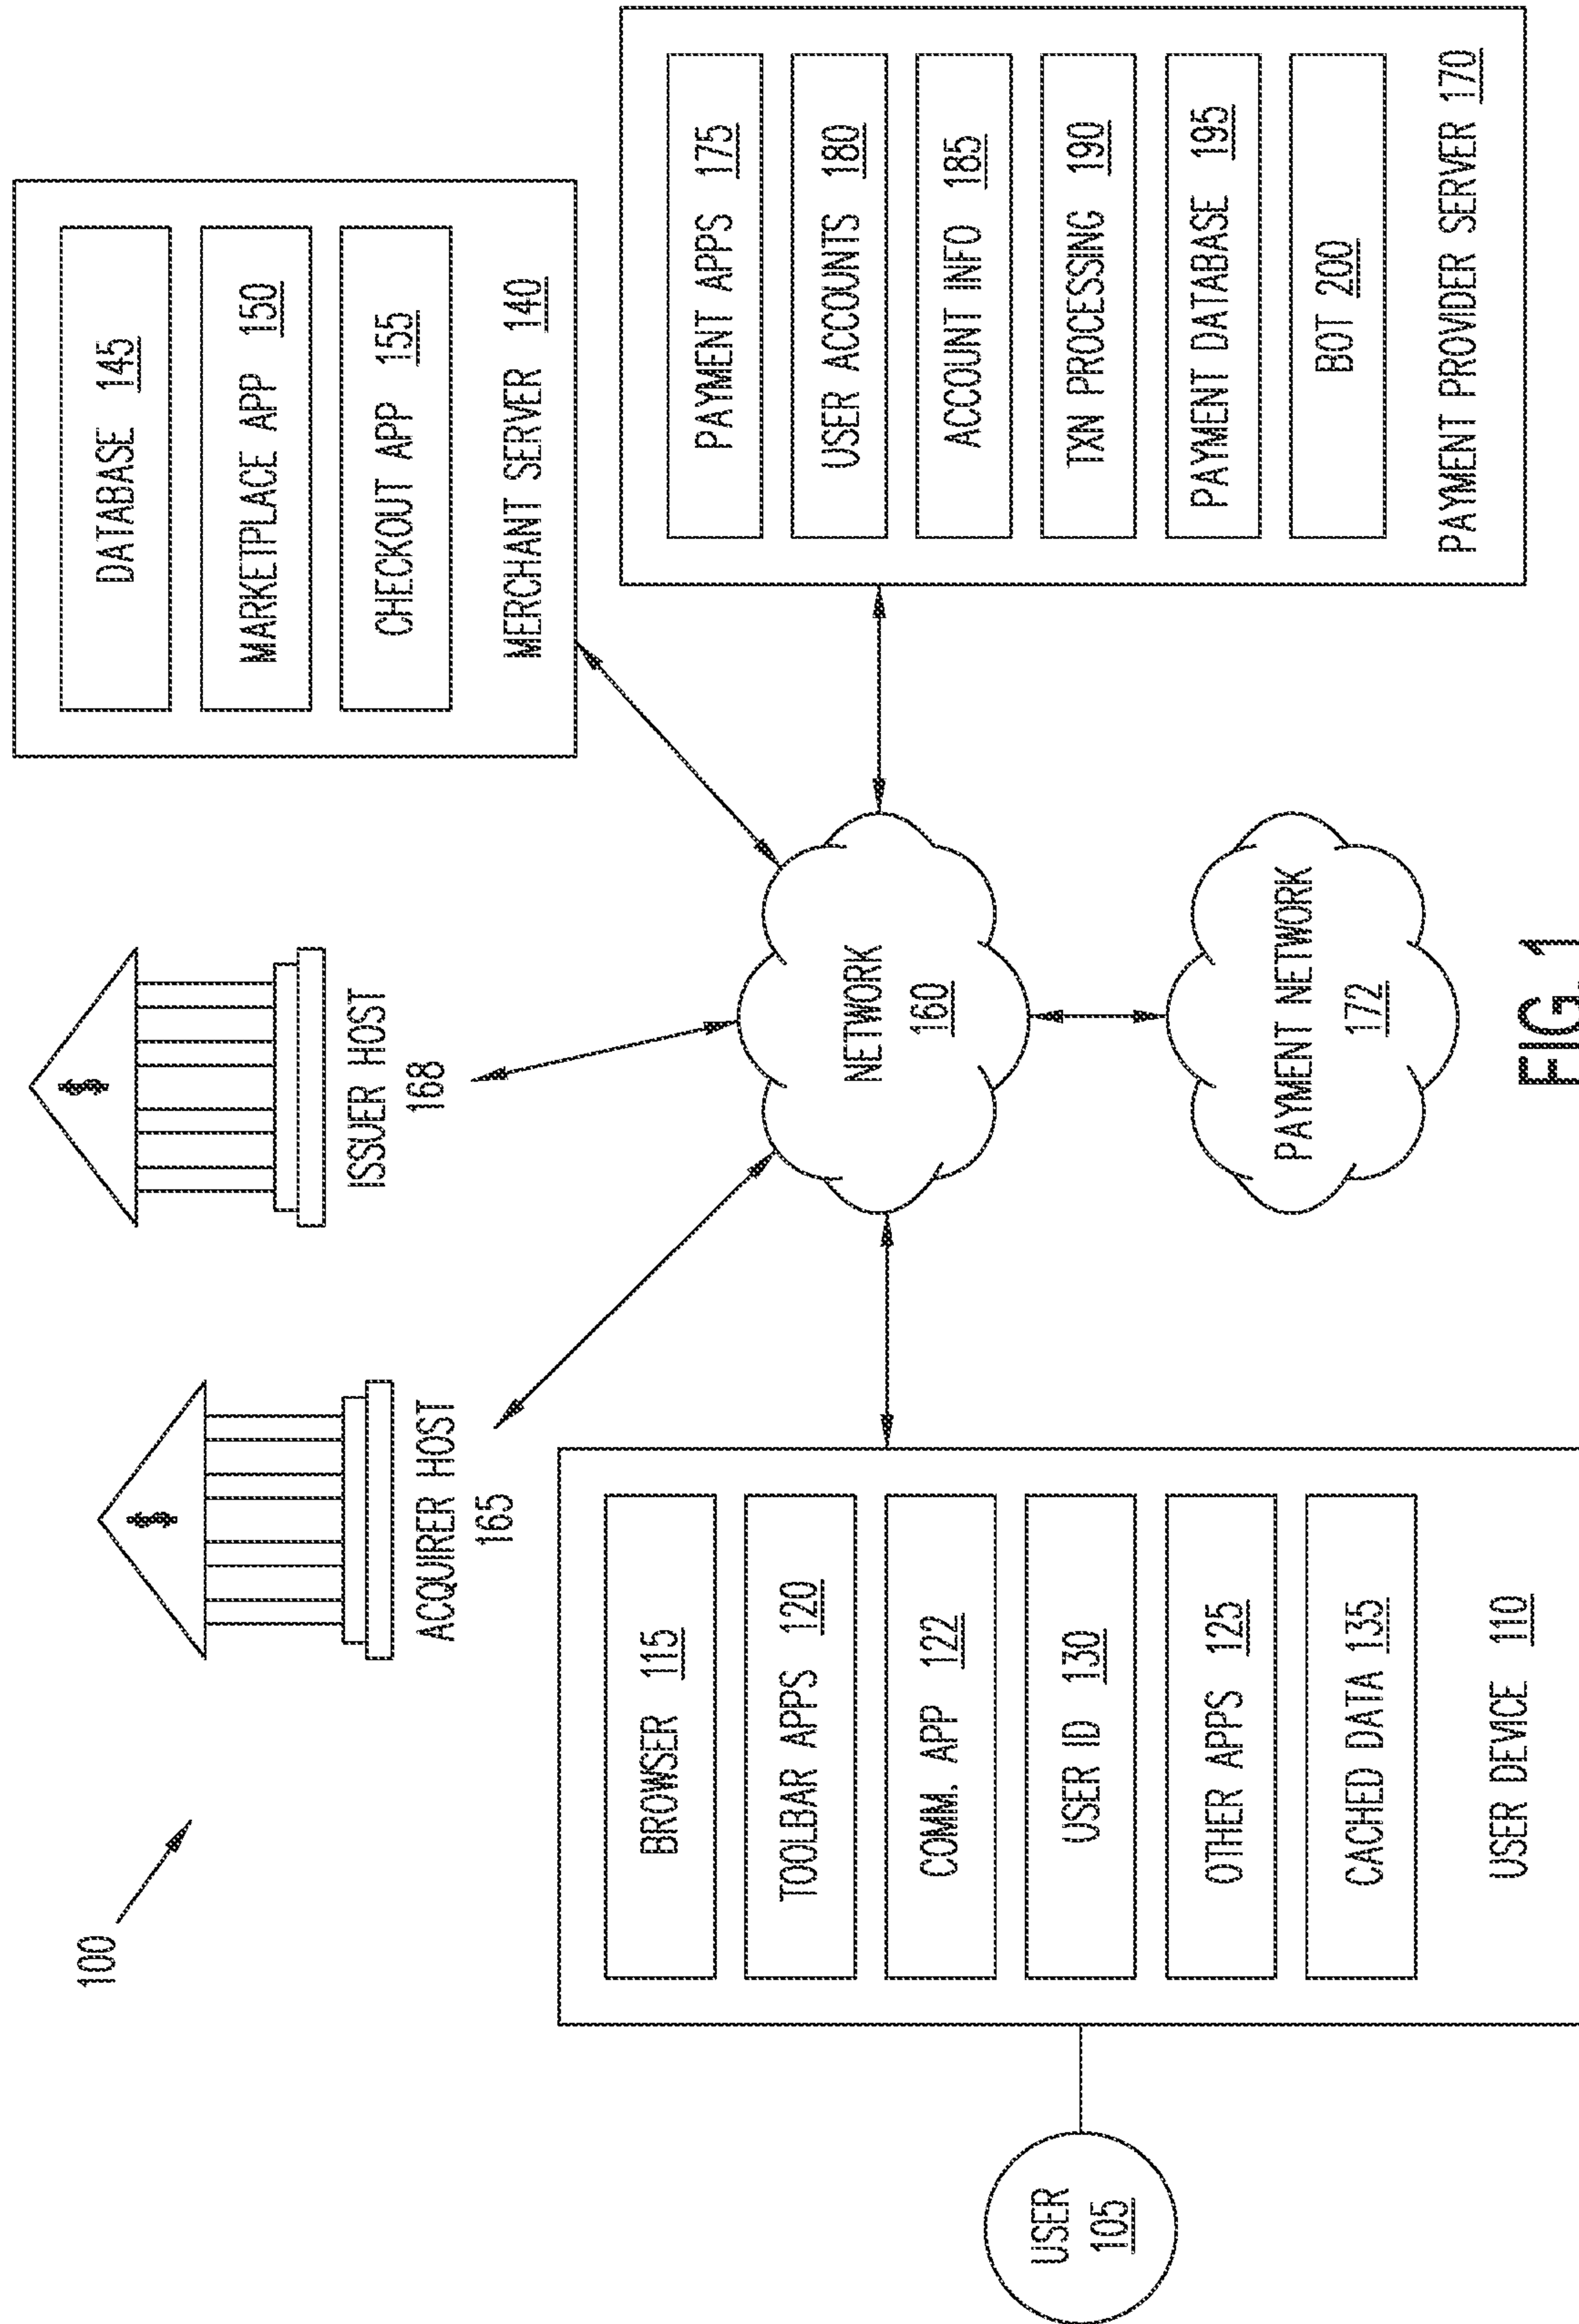 100
ACQUIRER HOST
165
ISSUER HOST
168
DATABASE 145
MARKETPLACE APP 150
CHECKOUT APP 155
MERCHANT SERVER 140
USER
105
BROWSER 115
TOOLBAR APPS 120
COMM. APP 122
USER ID 130
OTHER APPS 125
CACHED DATA 135
USER DEVICE 110
NETWORK
160
PAYMENT NETWORK
172
PAYMENT APPS 175
USER ACCOUNTS 180
ACCOUNT INFO 185
TXN PROCESSING 190
PAYMENT DATABASE 195
BOT 200
PAYMENT PROVIDER SERVER 170
FIG. 1